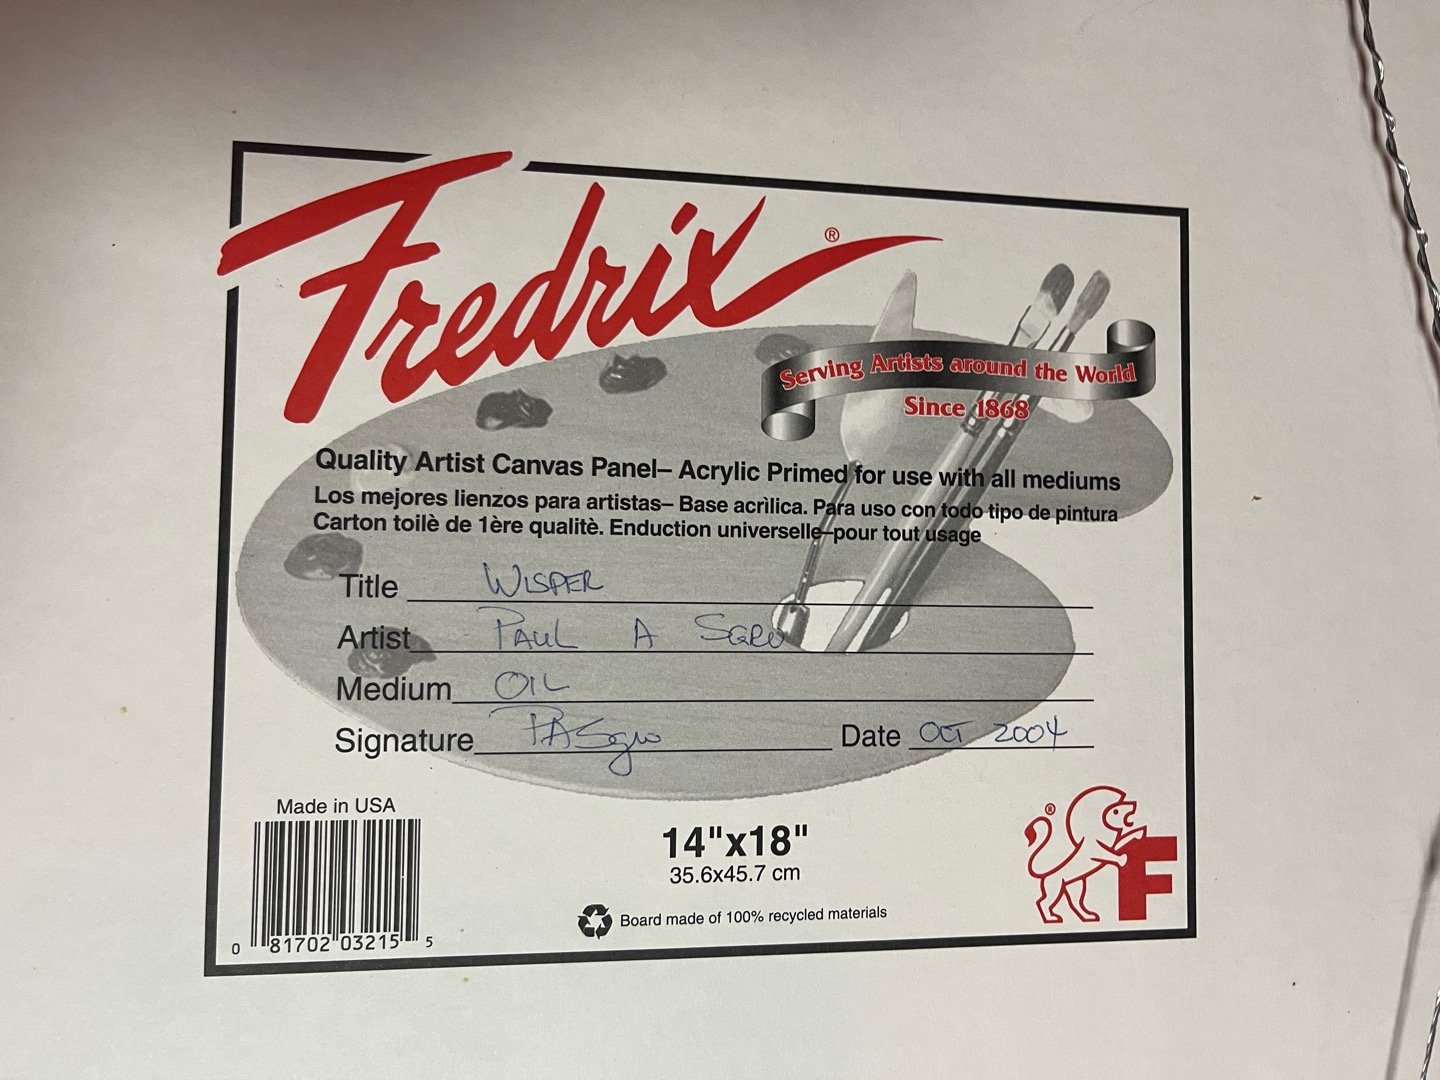 Fredrix®
Serving Artists around the World
Since 1868
Quality Artist Canvas Panel– Acrylic Primed for use with all mediums
Los mejores lienzos para artistas– Base acrìlica. Para uso con todo tipo de pintura
Carton toilè de 1ère qualitè. Enduction universelle–pour tout usage
Title WISPER
Artist PAUL A SGRO
Medium OIL
Signature PASgro Date OCT 2004
Made in USA
14"x18"
35.6x45.7 cm
Board made of 100% recycled materials
0 81702 03215 5
® F